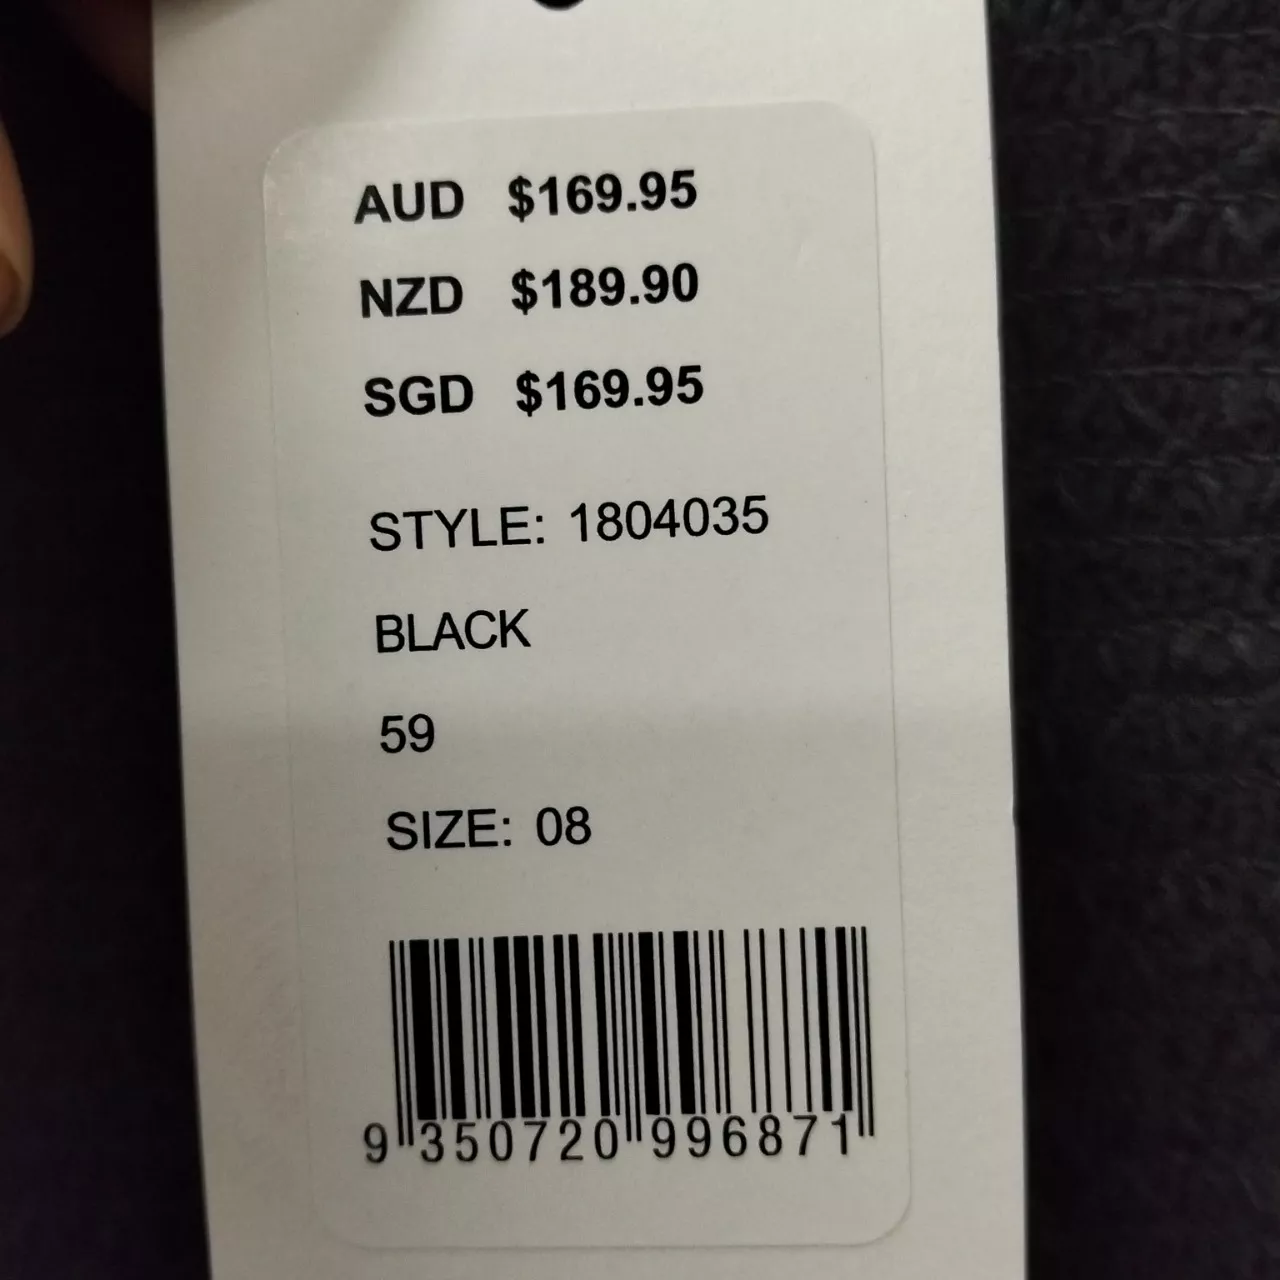 AUD $169.95
NZD $189.90
SGD $169.95
STYLE: 1804035
BLACK
59
SIZE: 08
9 350720 996871